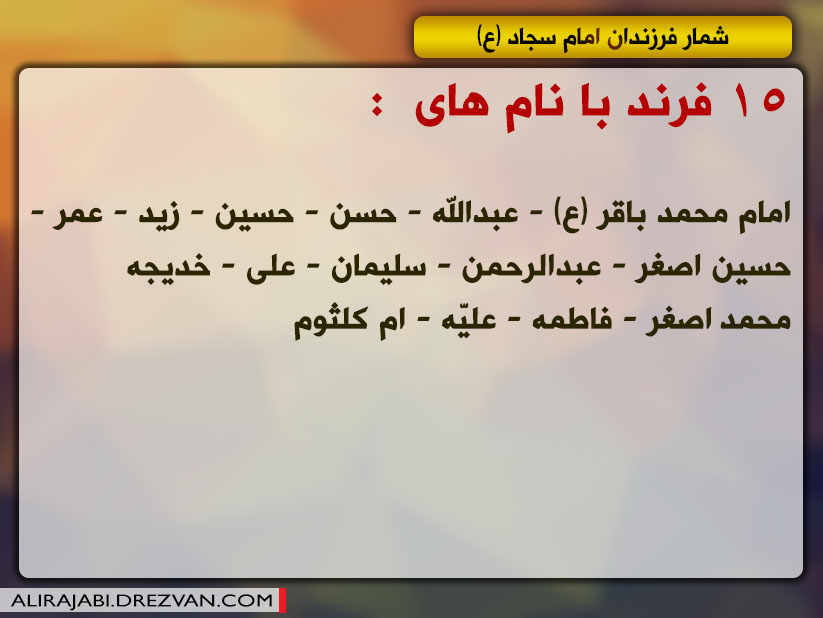 شمار فرزندان امام سجاد (ع)
۱۵ فرند با نام های :
امام محمد باقر (ع) - عبدالله - حسن - حسین - زید - عمر -
حسین اصغر - عبدالرحمن - سلیمان - علی - خدیجه
محمد اصغر - فاطمه - علیّه - ام کلثوم
ALIRAJABI.DREZVAN.COM